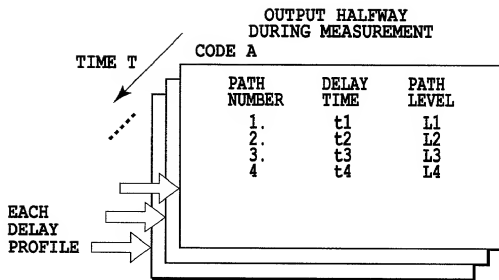 OUTPUT HALFWAY
DURING MEASUREMENT
TIME T
CODE A
PATH NUMBER DELAY TIME PATH LEVEL
1. t1 L1
2. t2 L2
3. t3 L3
4 t4 L4
EACH
DELAY
PROFILE